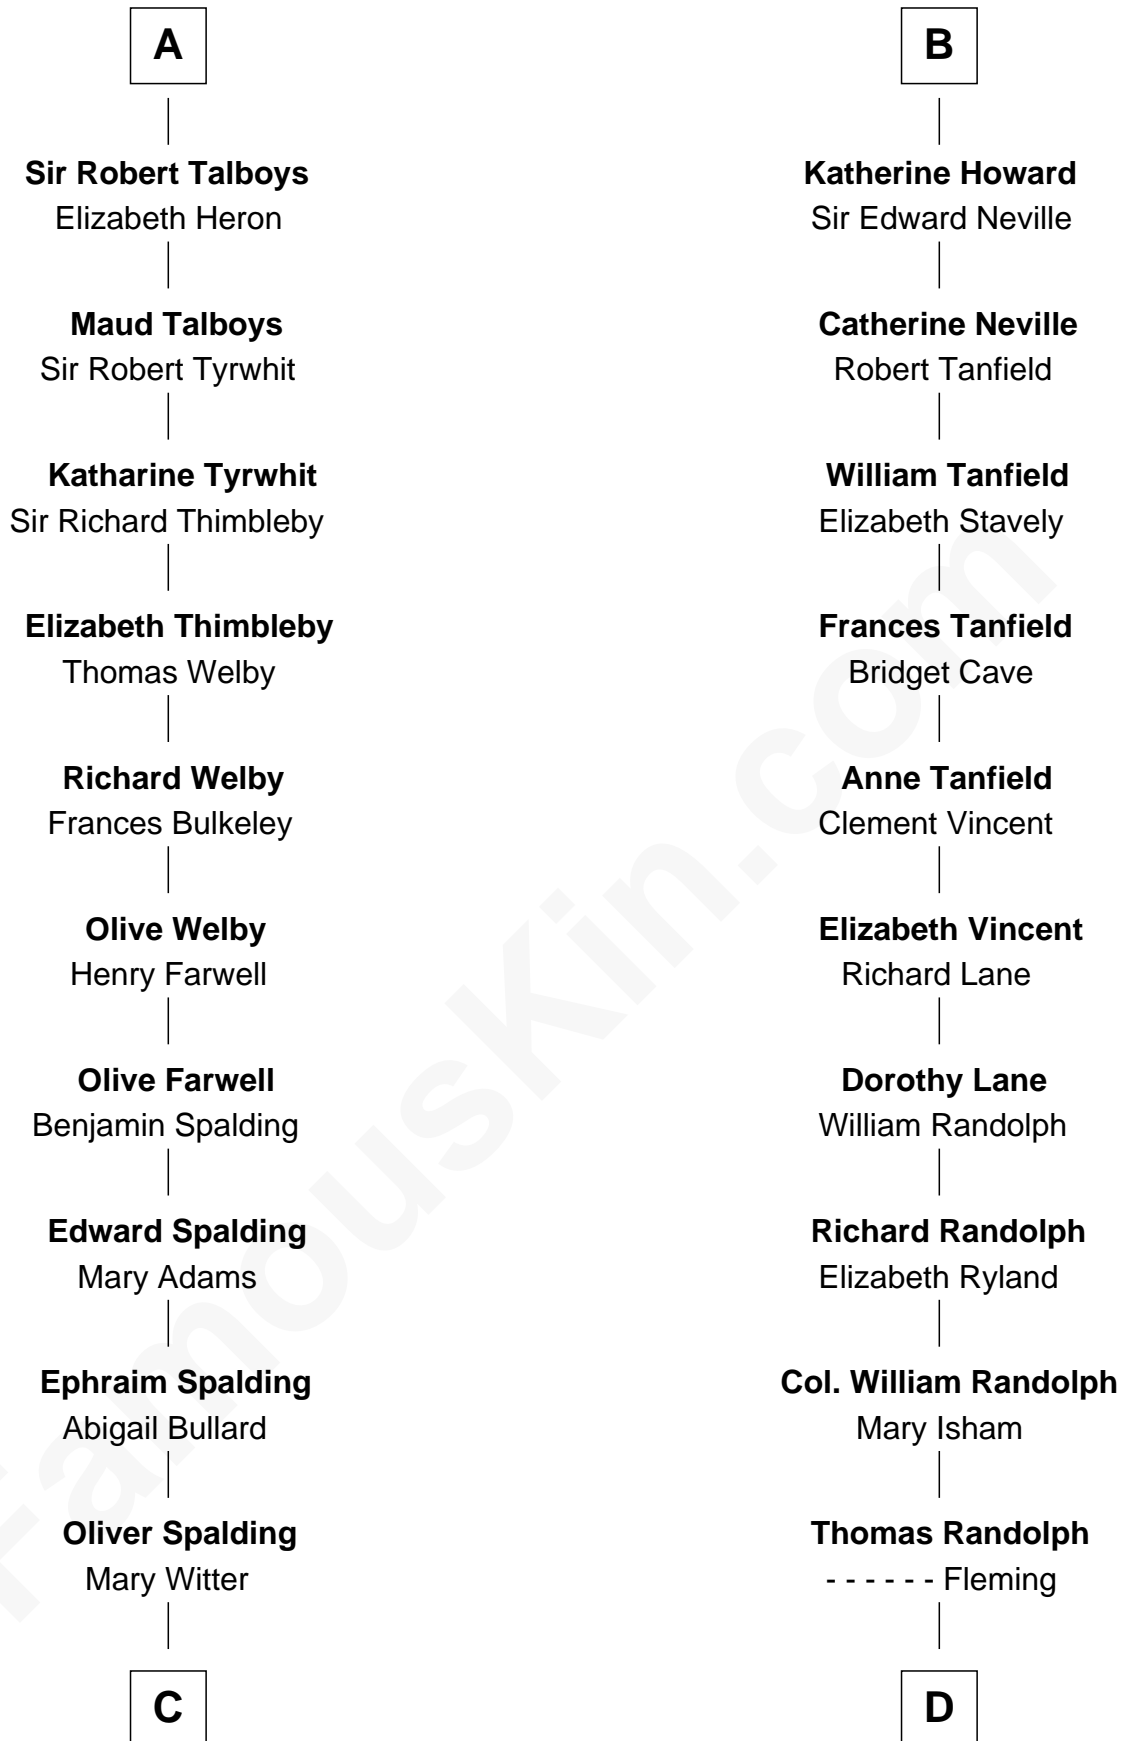 A
Sir Robert Talboys
Elizabeth Heron
Maud Talboys
Sir Robert Tyrwhit
Katharine Tyrwhit
Sir Richard Thimbleby
Elizabeth Thimbleby
Thomas Welby
Richard Welby
Frances Bulkeley
Olive Welby
Henry Farwell
Olive Farwell
Benjamin Spalding
Edward Spalding
Mary Adams
Ephraim Spalding
Abigail Bullard
Oliver Spalding
Mary Witter
C
B
Katherine Howard
Sir Edward Neville
Catherine Neville
Robert Tanfield
William Tanfield
Elizabeth Stavely
Frances Tanfield
Bridget Cave
Anne Tanfield
Clement Vincent
Elizabeth Vincent
Richard Lane
Dorothy Lane
William Randolph
Richard Randolph
Elizabeth Ryland
Col. William Randolph
Mary Isham
Thomas Randolph
- - - - - - Fleming
D
FamousKin.com